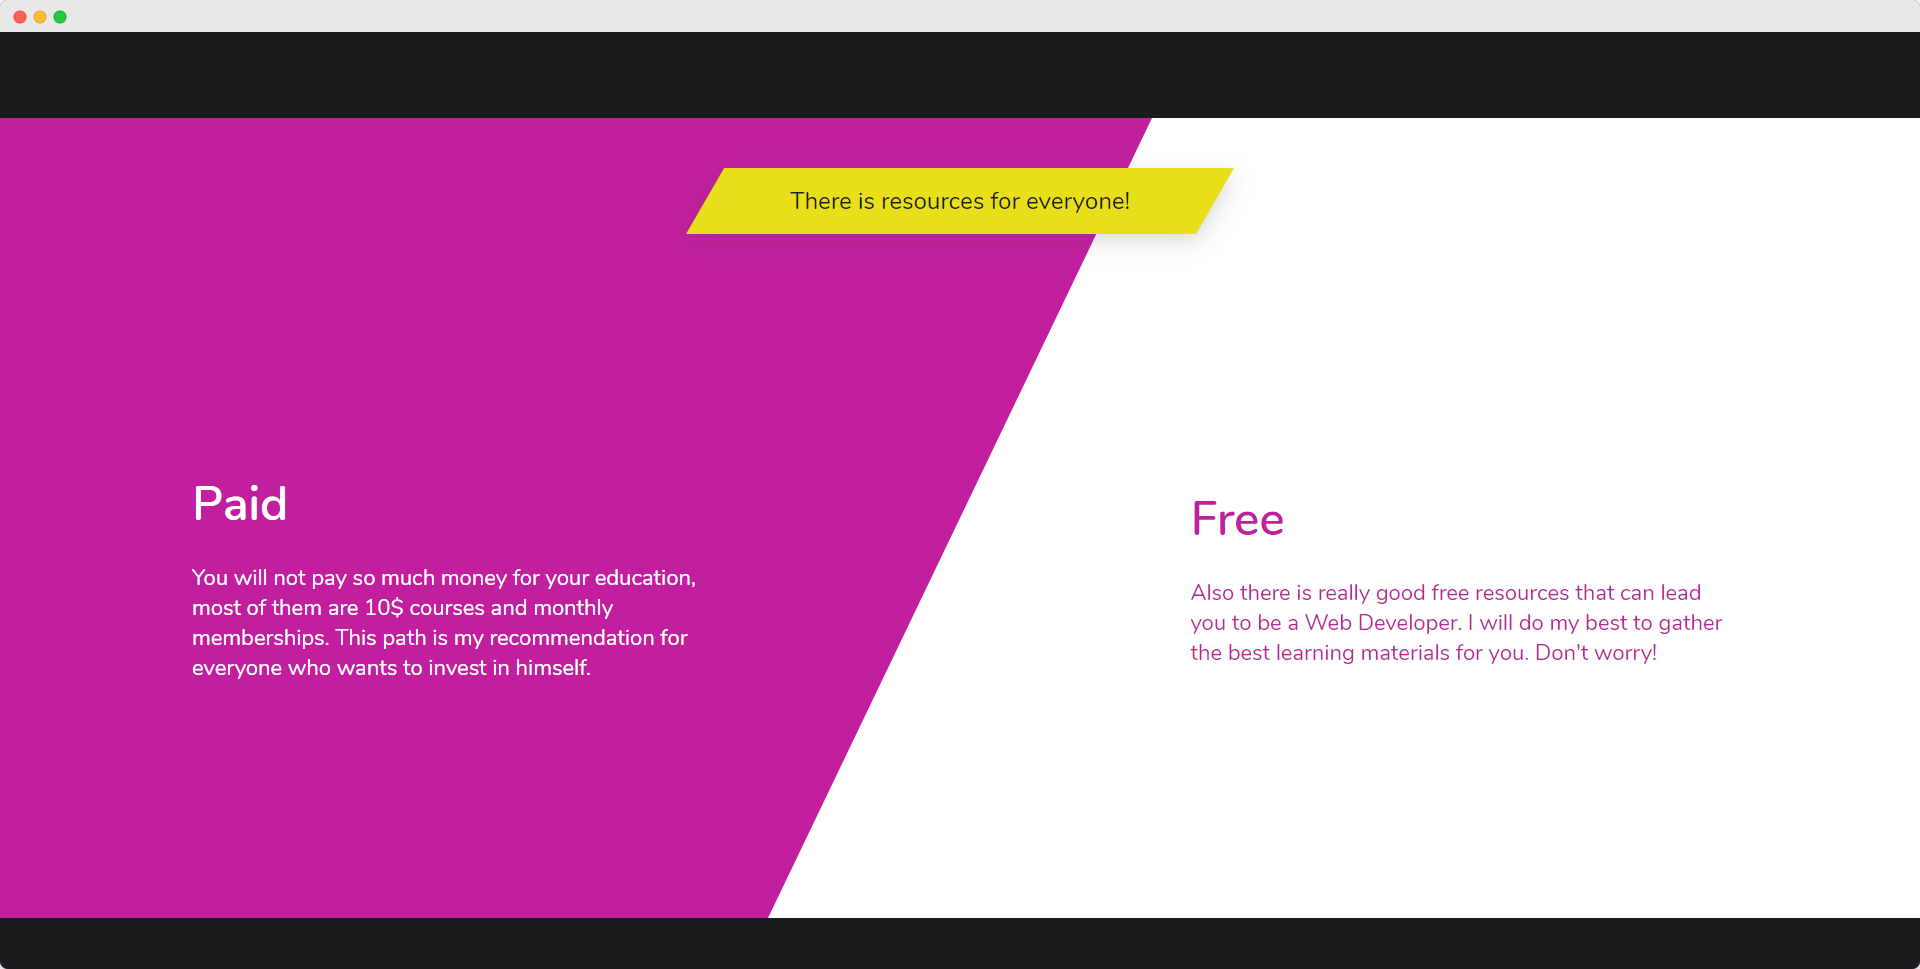 There is resources for everyone!
Paid
You will not pay so much money for your education,
most of them are 10$ courses and monthly
memberships. This path is my recommendation for
everyone who wants to invest in himself.
Free
Also there is really good free resources that can lead
you to be a Web Developer. I will do my best to gather
the best learning materials for you. Don't worry!